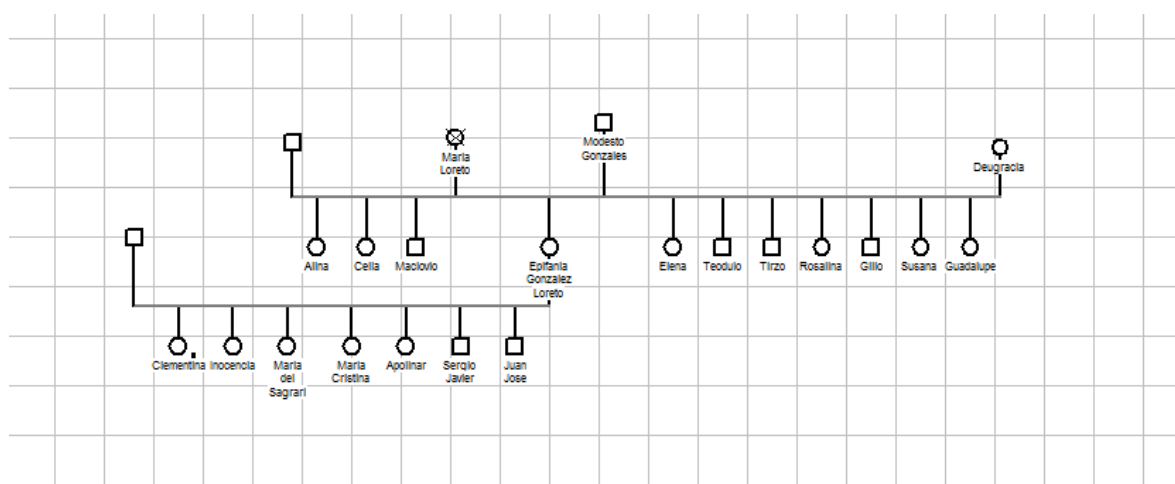 Modesto
Gonzales
Maria
Loreto
Deugracia
Alina
Celia
Maclovio
Epifania
Gonzalez
Loreto
Elena
Teodulo
Tirzo
Rosalina
Gilio
Susana
Guadalupe
Clementina
Inocencia
Maria
del
Sagrari
Maria
Cristina
Apolinar
Sergio
Javier
Juan
Jose